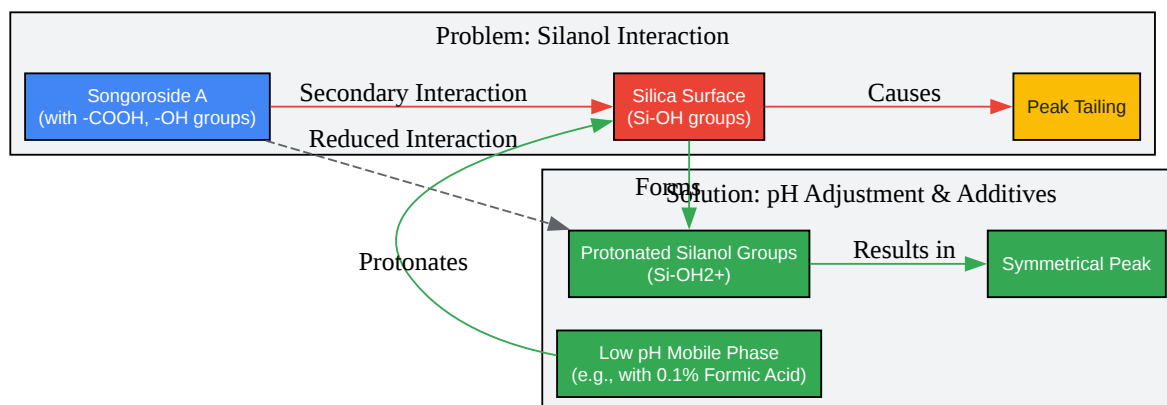 Problem: Silanol Interaction
Songoroside A
(with -COOH, -OH groups)
Secondary Interaction
Silica Surface
(Si-OH groups)
Causes
Peak Tailing
Reduced Interaction
Forms
Solution: pH Adjustment & Additives
Protonated Silanol Groups
(Si-OH2+)
Results in
Symmetrical Peak
Protonates
Low pH Mobile Phase
(e.g., with 0.1% Formic Acid)